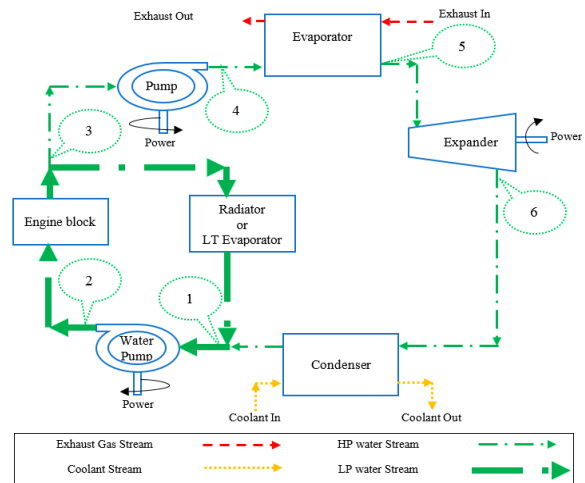 Exhaust Out
Exhaust In
Evaporator
5
Pump
4
3
Power
Expander
Power
Engine block
Radiator
or
LT Evaporator
6
2
1
Water
Pump
Condenser
Power
Coolant In
Coolant Out
Exhaust Gas Stream
HP water Stream
Coolant Stream
LP water Stream